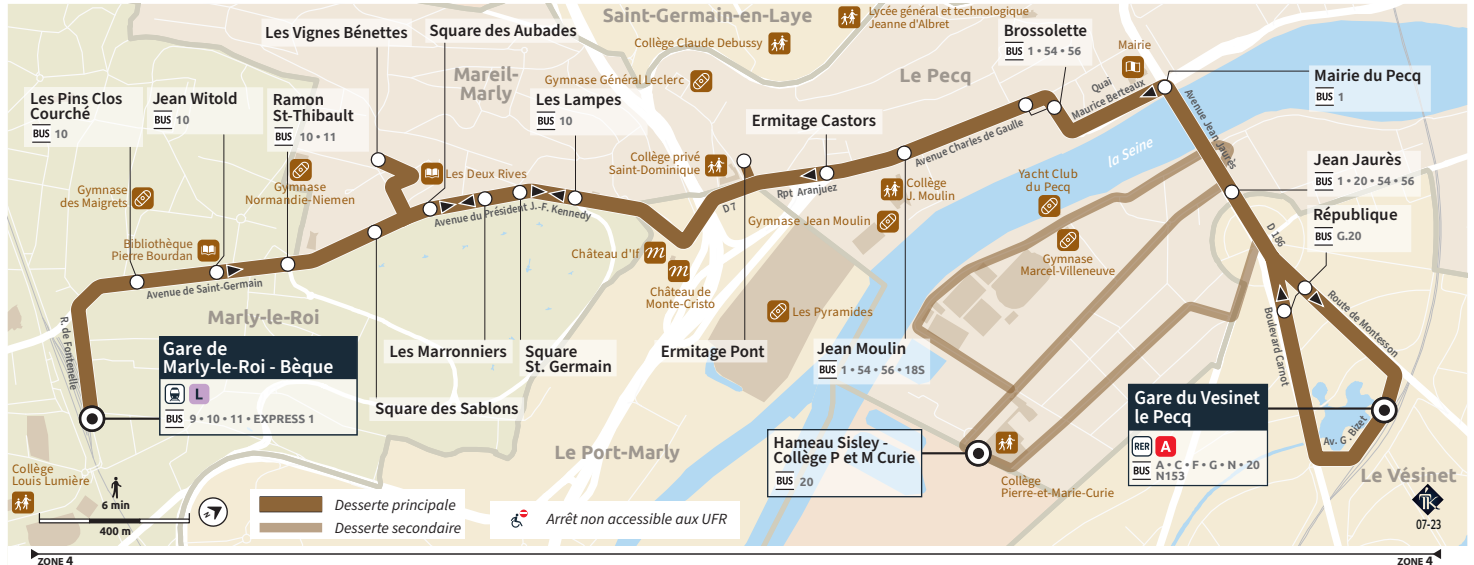 Saint-Germain-en-Laye
Lycée général et technologique
Jeanne d'Albret
Collège Claude Debussy
Les Vignes Bénettes
Square des Aubades
Brossolette
BUS 1 • 54 • 56
Mairie
Mareil-
Marly
Gymnase Général Leclerc
Le Pecq
Quai
Maurice Berteaux
Mairie du Pecq
BUS 1
Les Pins Clos
Courché
BUS 10
Jean Witold
BUS 10
Ramon
St-Thibault
BUS 10 • 11
Les Lampes
BUS 10
Ermitage Castors
Avenue Charles de Gaulle
Avenue Jean Jaurès
la Seine
Jean Jaurès
BUS 1 • 20 • 54 • 56
Collège privé
Saint-Dominique
Les Deux Rives
Gymnase
des Maigrets
Gymnase
Normandie-Niemen
Rpt Aranjuez
Collège
J. Moulin
Yacht Club
du Pecq
Avenue du Président J.-F. Kennedy
D7
Gymnase Jean Moulin
République
BUS G.20
D 186
Bibliothèque
Pierre Bourdan
Château d'If
Gymnase
Marcel-Villeneuve
Avenue de Saint-Germain
Château de
Monte-Cristo
Les Pyramides
Route de Montesson
Boulevard Carnot
Marly-le-Roi
R. de Fontenelle
Gare de
Marly-le-Roi - Bèque
L
BUS 9 • 10 • 11 • EXPRESS 1
Les Marronniers
Square
St. Germain
Ermitage Pont
Jean Moulin
BUS 1 • 54 • 56 • 18S
Square des Sablons
Gare du Vesinet
le Pecq
RER A
BUS A • C • F • G • N • 20
N153
Av. G. Bizet
Le Port-Marly
Hameau Sisley -
Collège P et M Curie
BUS 20
Collège
Pierre-et-Marie-Curie
Le Vésinet
Collège
Louis Lumière
6 min
400 m
Desserte principale
Desserte secondaire
Arrêt non accessible aux UFR
07-23
ZONE 4
ZONE 4